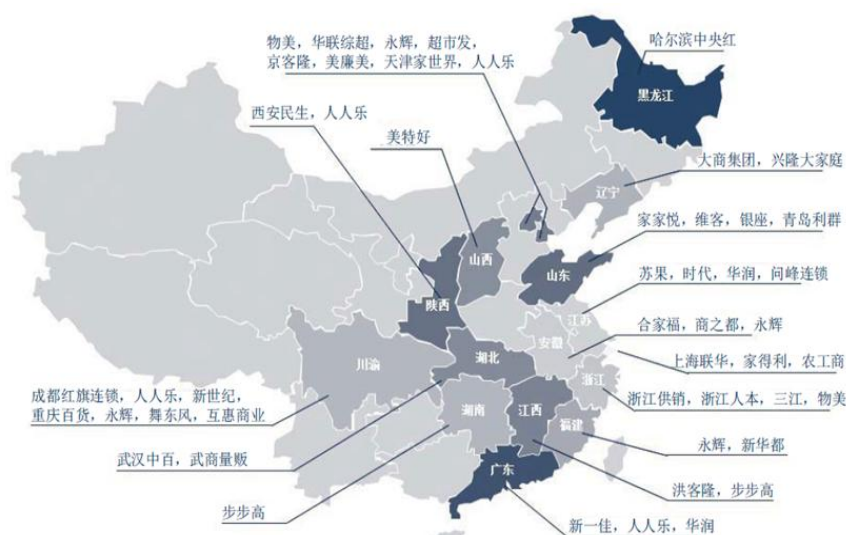 物美，华联综超，永辉，超市发，
京客隆，美廉美，天津家世界，人人乐
哈尔滨中央红
黑龙江
西安民生，人人乐
美特好
大商集团，兴隆大家庭
辽宁
家家悦，维客，银座，青岛利群
山西
山东
苏果，时代，华润，问峰连锁
陕西
江苏
合家福，商之都，永辉
安徽
上海联华，家得利，农工商
川渝
湖北
浙江
成都红旗连锁，人人乐，新世纪，
重庆百货，永辉，舞东风，互惠商业
浙江供销，浙江人本，三江，物美
湖南
江西
福建
永辉，新华都
武汉中百，武商量贩
广东
洪客隆，步步高
步步高
新一佳，人人乐，华润